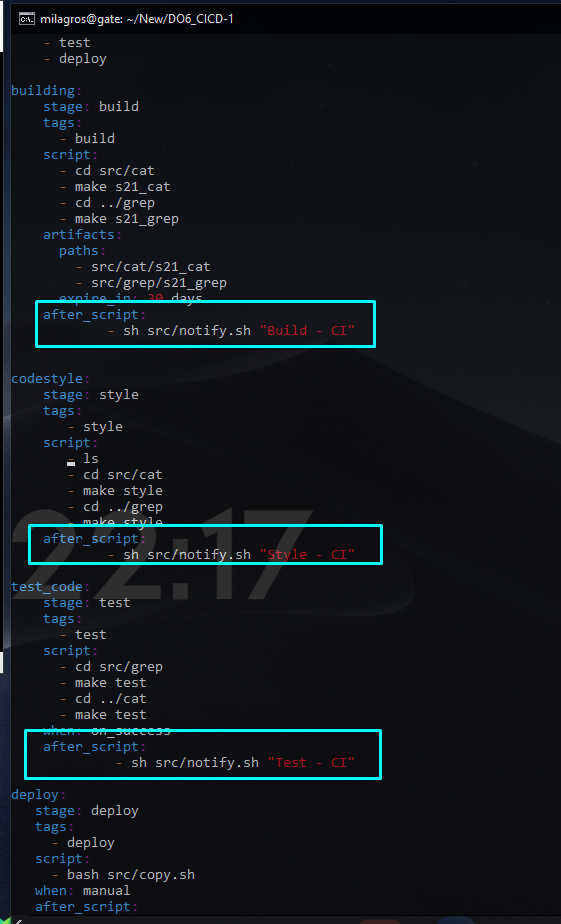 milagros@gate: ~/New/DO6_CICD-1
- test
- deploy
building:
stage: build
tags:
- build
script:
- cd src/cat
- make s21_cat
- cd ../grep
- make s21_grep
artifacts:
paths:
- src/cat/s21_cat
- src/grep/s21_grep
expire_in: 30 days
after_script:
- sh src/notify.sh "Build - CI"
codestyle:
stage: style
tags:
- style
script:
- ls
- cd src/cat
- make style
- cd ../grep
- make style
after_script:
- sh src/notify.sh "Style - CI"
22:17
test_code:
stage: test
tags:
- test
script:
- cd src/grep
- make test
- cd ../cat
- make test
when: on_success
after_script:
- sh src/notify.sh "Test - CI"
deploy:
stage: deploy
tags:
- deploy
script:
- bash src/copy.sh
when: manual
after_script: